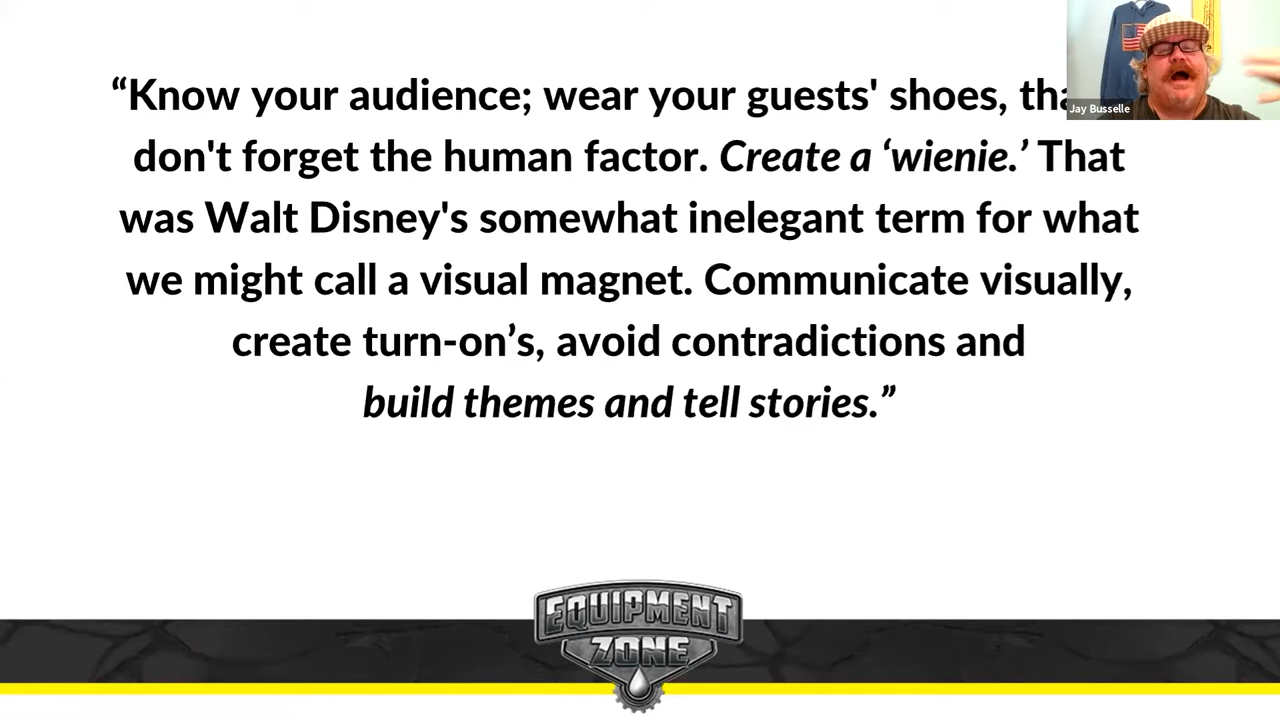 “Know your audience; wear your guests' shoes,
don't forget the human factor. Create a ‘wienie.’ That
was Walt Disney's somewhat inelegant term for what
we might call a visual magnet. Communicate visually,
create turn-on’s, avoid contradictions and
build themes and tell stories.”
Jay Busselle
EQUIPMENT
ZONE